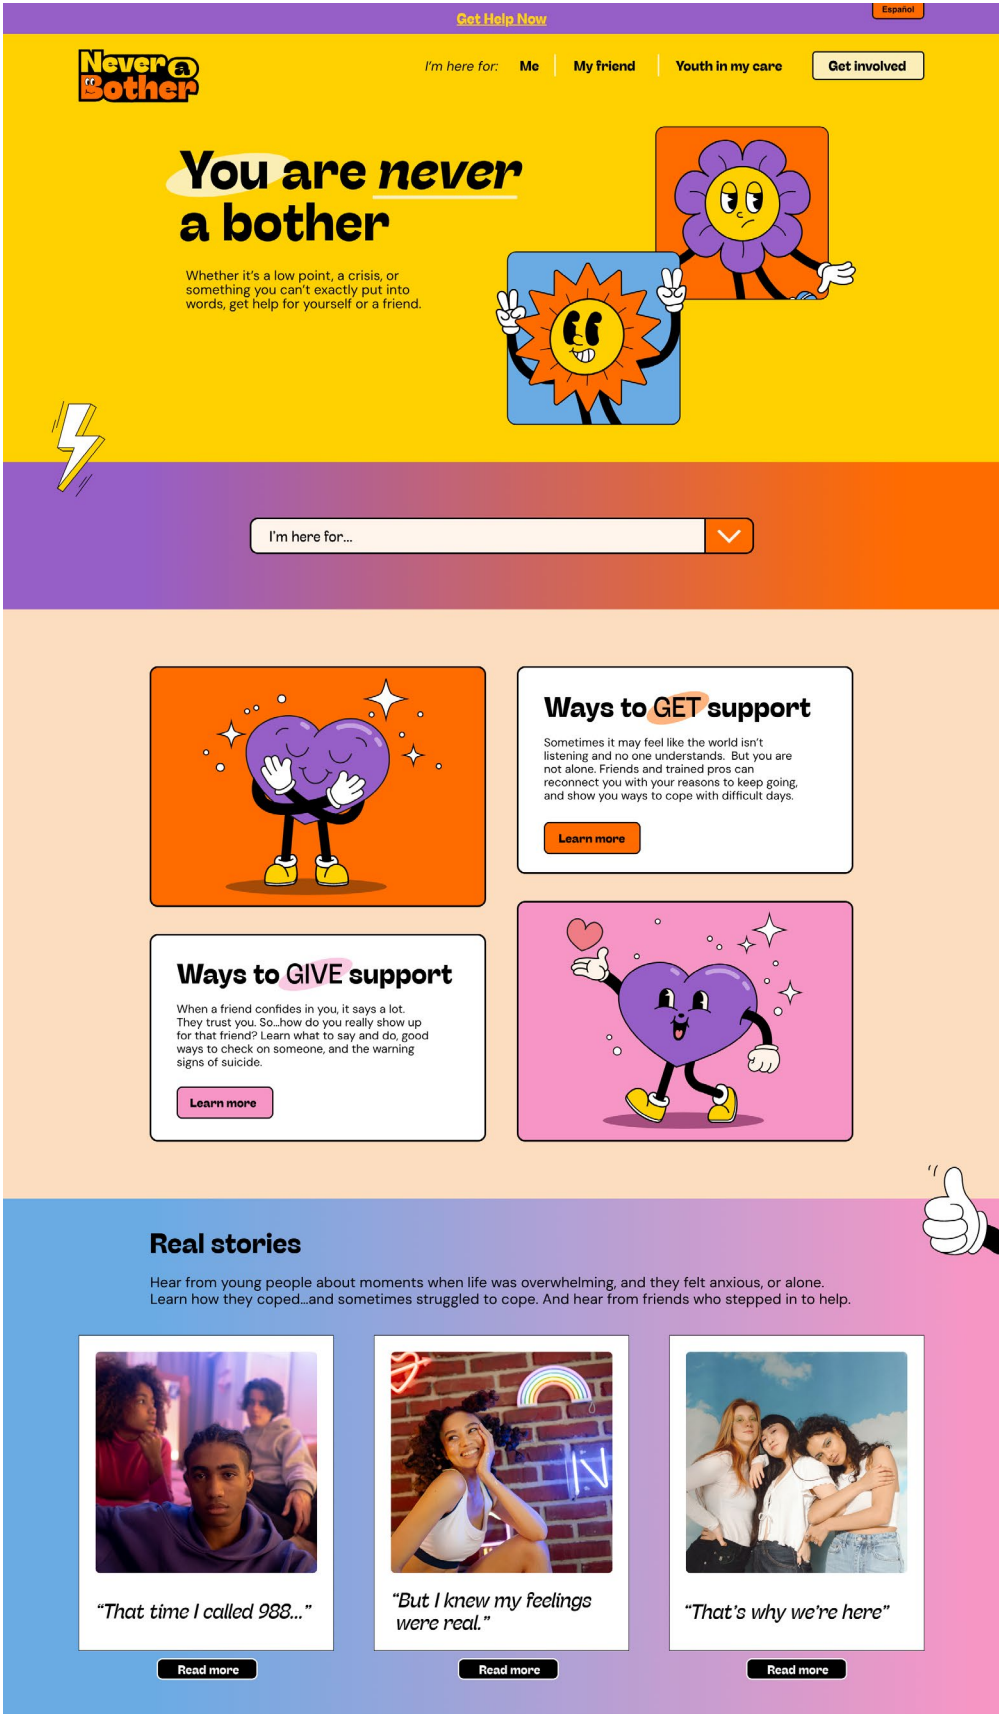 Get Help Now
Español
Never a
Bother
I'm here for:
Me
My friend
Youth in my care
Get involved
You are never
a bother
Whether it's a low point, a crisis, or
something you can't exactly put into
words, get help for yourself or a friend.
I'm here for...
Ways to GET support
Sometimes it may feel like the world isn't
listening and no one understands.  But you are
not alone. Friends and trained pros can
reconnect you with your reasons to keep going,
and show you ways to cope with difficult days.
Learn more
Ways to GIVE support
When a friend confides in you, it says a lot.
They trust you. So...how do you really show up
for that friend? Learn what to say and do, good
ways to check on someone, and the warning
signs of suicide.
Learn more
Real stories
Hear from young people about moments when life was overwhelming, and they felt anxious, or alone.
Learn how they coped...and sometimes struggled to cope. And hear from friends who stepped in to help.
“That time I called 988...”
“But I knew my feelings
were real.”
“That's why we're here”
Read more
Read more
Read more